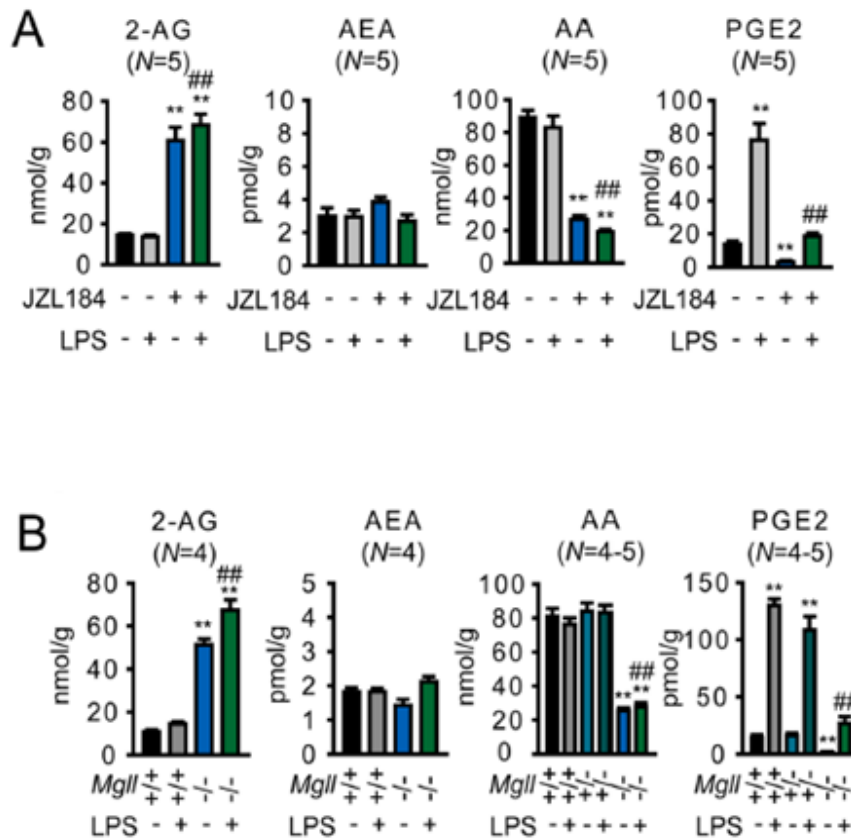 A
2-AG AEA AA PGE2
(N=5) (N=5) (N=5) (N=5)
nmol/g
80
60
40
20
0
** ##
**
pmol/g
10
8
6
4
2
0
nmol/g
100
80
60
40
20
0
** ##
**
pmol/g
100
80
60
40
20
0
** ** ##
JZL184 - - + + JZL184 - - + + JZL184 - - + + JZL184 - - + +
LPS - + - + LPS - + - + LPS - + - + LPS - + - +
B
2-AG AEA AA PGE2
(N=4) (N=4) (N=4-5) (N=4-5)
nmol/g
80
60
40
20
0
** ##
**
pmol/g
5
4
3
2
1
0
nmol/g
100
80
60
40
20
0
** ##
**
pmol/g
150
100
50
0
** ** ** ##
Mgll +/+ +/+ -/- -/- Mgll +/+ +/+ -/- -/- Mgll +/+ +/+ -/+ -/+ -/- -/- Mgll +/+ +/+ -/+ -/+ -/- -/-
LPS - + - + LPS - + - + LPS - + - + - + LPS - + - + - +